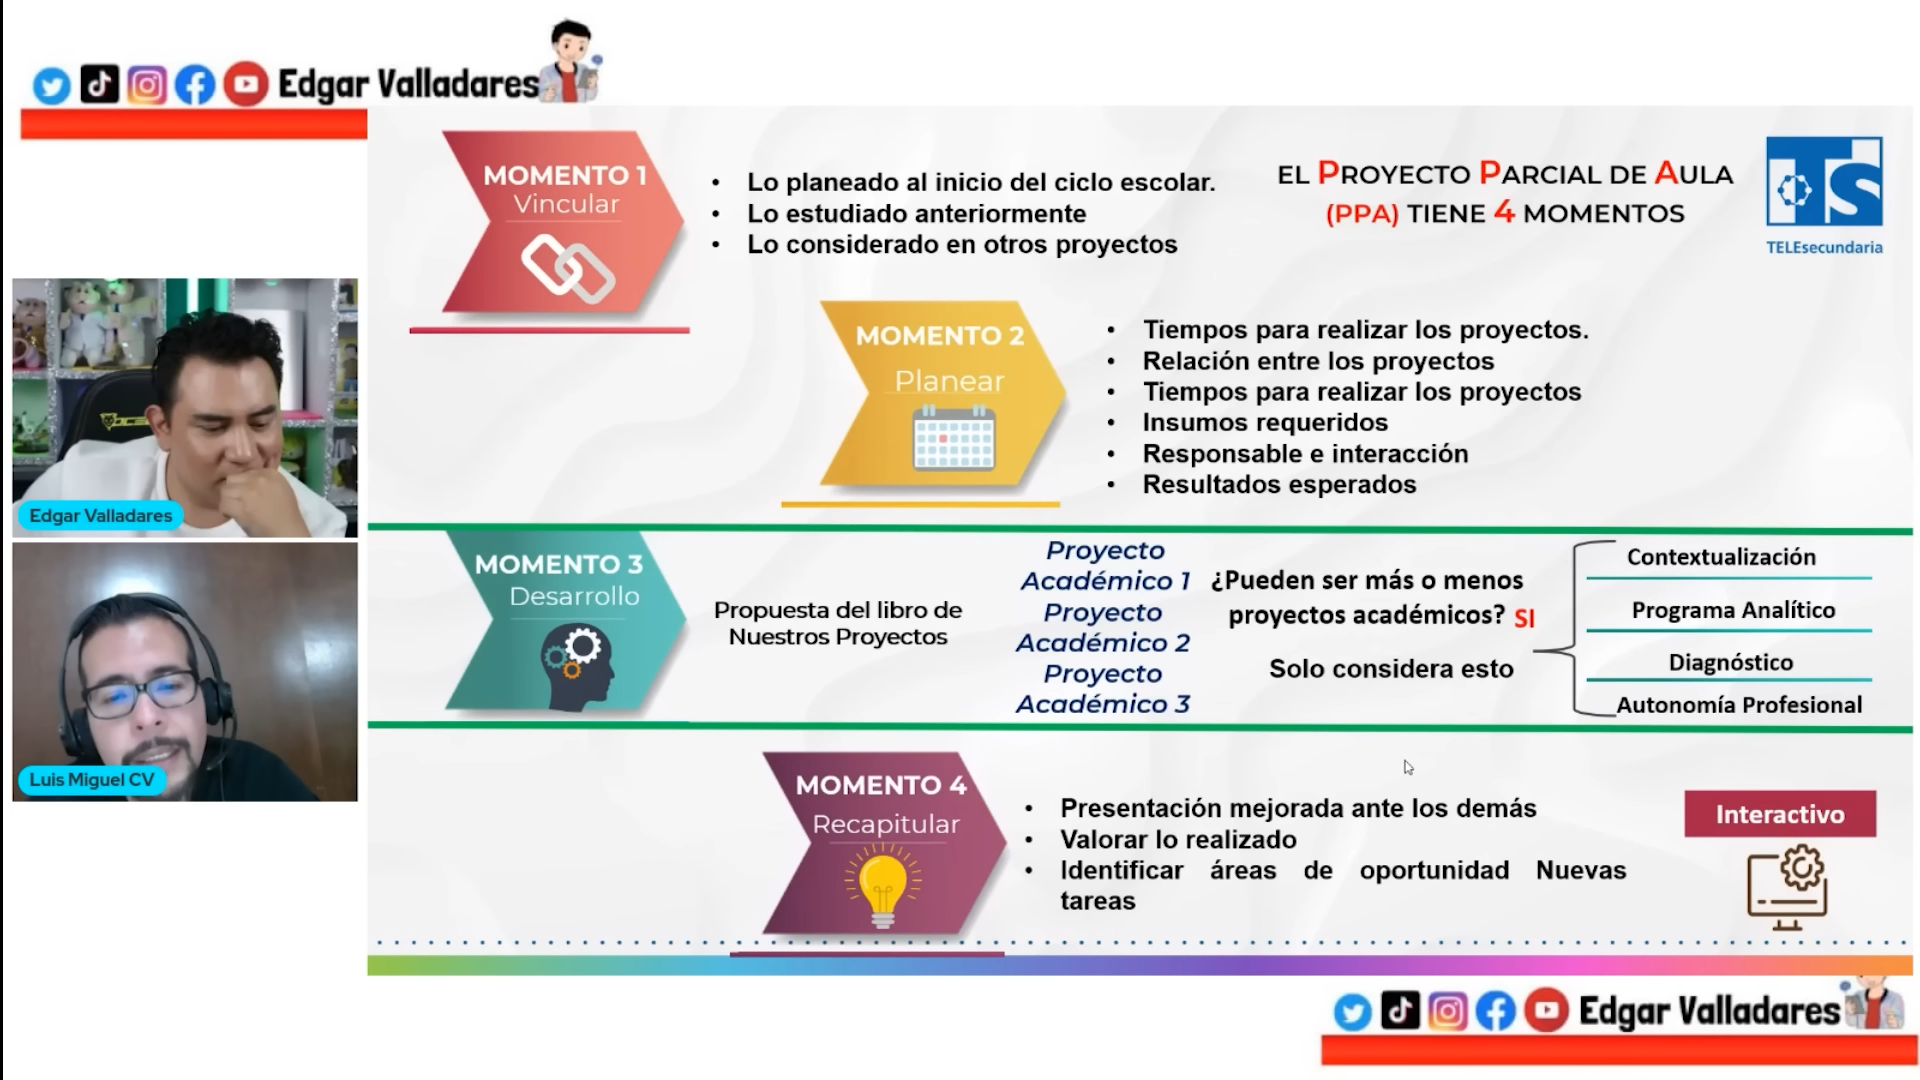 Edgar Valladares
MOMENTO 1
Vincular
• Lo planeado al inicio del ciclo escolar.
• Lo estudiado anteriormente
• Lo considerado en otros proyectos
EL PROYECTO PARCIAL DE AULA
(PPA) TIENE 4 MOMENTOS
TS
TELEsecundaria
MOMENTO 2
Planear
• Tiempos para realizar los proyectos.
• Relación entre los proyectos
• Tiempos para realizar los proyectos
• Insumos requeridos
• Responsable e interacción
• Resultados esperados
Edgar Valladares
Luis Miguel CV
MOMENTO 3
Desarrollo
Propuesta del libro de
Nuestros Proyectos
Proyecto
Académico 1
Proyecto
Académico 2
Proyecto
Académico 3
¿Pueden ser más o menos
proyectos académicos? SI
Solo considera esto
Contextualización
Programa Analítico
Diagnóstico
Autonomía Profesional
MOMENTO 4
Recapitular
• Presentación mejorada ante los demás
• Valorar lo realizado
• Identificar áreas de oportunidad Nuevas
tareas
Interactivo
Edgar Valladares